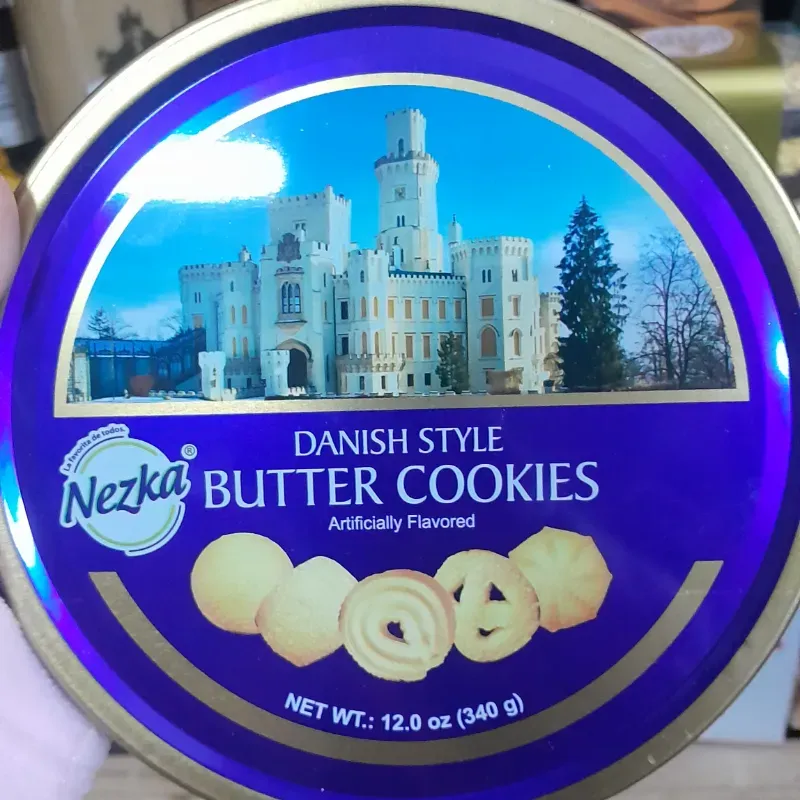 La favorita de todos.
Nezka®
DANISH STYLE
BUTTER COOKIES
Artificially Flavored
NET WT.: 12.0 oz (340 g)